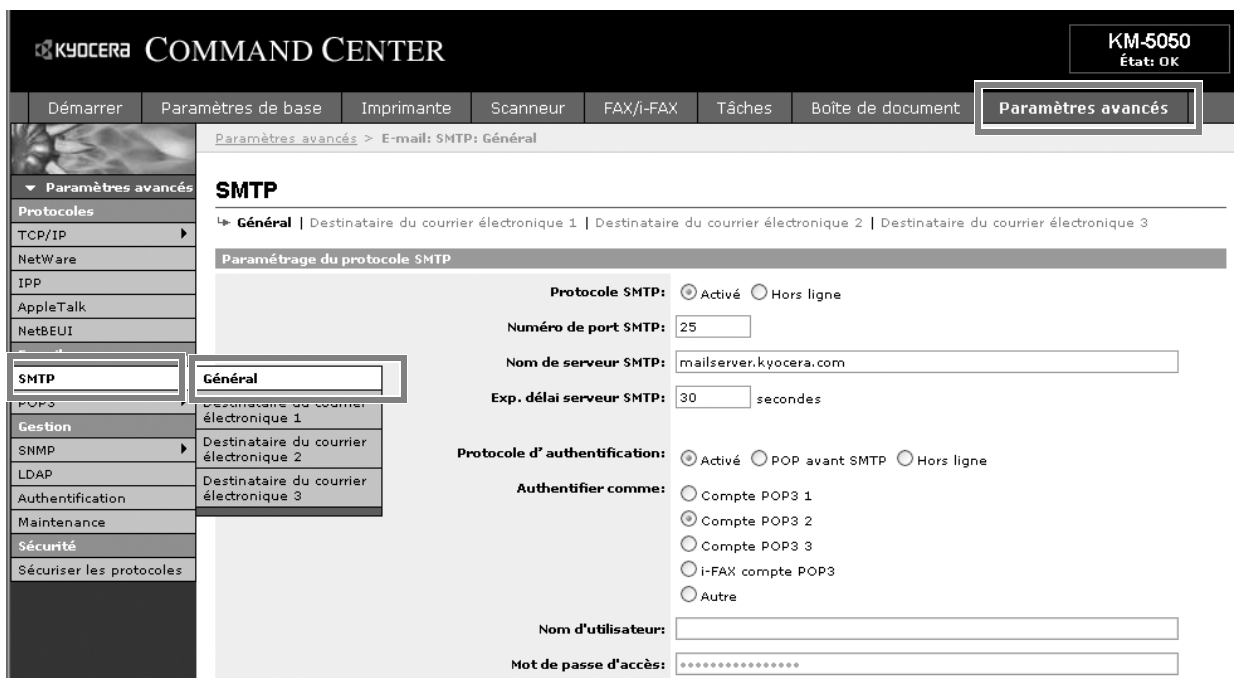 KYOCERA COMMAND CENTER
KM-5050
État: OK
Démarrer Paramètres de base Imprimante Scanneur FAX/i-FAX Tâches Boîte de document Paramètres avancés
Paramètres avancés > E-mail: SMTP: Général
Paramètres avancés
Protocoles
TCP/IP
NetWare
IPP
AppleTalk
NetBEUI
SMTP
POP3
Gestion
SNMP
LDAP
Authentification
Maintenance
Sécurité
Sécuriser les protocoles
Général
Destinataire du courrier
électronique 1
Destinataire du courrier
électronique 2
Destinataire du courrier
électronique 3
SMTP
Général | Destinataire du courrier électronique 1 | Destinataire du courrier électronique 2 | Destinataire du courrier électronique 3
Paramétrage du protocole SMTP
Protocole SMTP: Activé Hors ligne
Numéro de port SMTP: 25
Nom de serveur SMTP: mailserver.kyocera.com
Exp. délai serveur SMTP: 30 secondes
Protocole d'authentification: Activé POP avant SMTP Hors ligne
Authentifier comme: Compte POP3 1
Compte POP3 2
Compte POP3 3
i-FAX compte POP3
Autre
Nom d'utilisateur:
Mot de passe d'accès: ••••••••••••••••